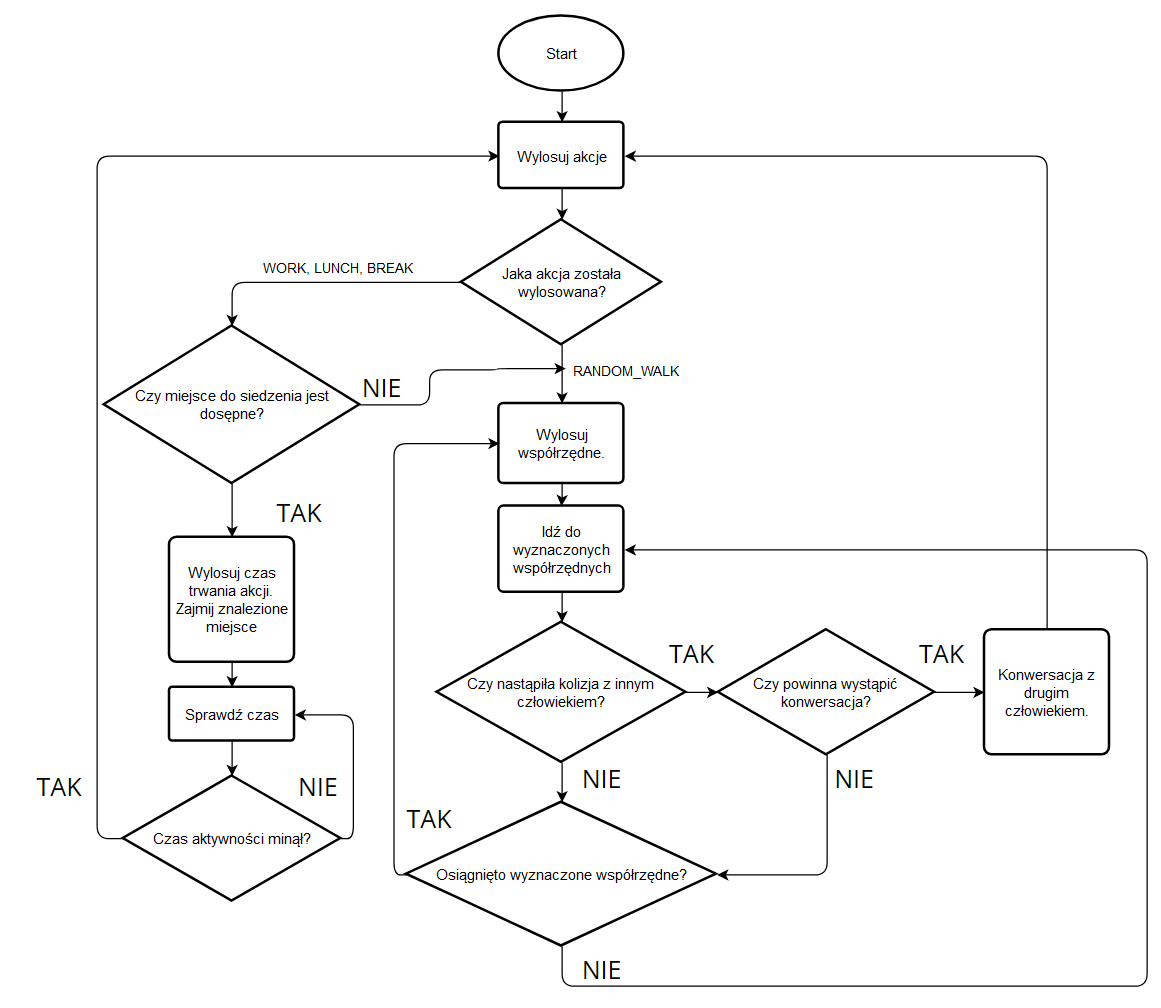 Start
Wylosuj akcje
Jaka akcja została
wylosowana?
WORK, LUNCH, BREAK
RANDOM_WALK
Czy miejsce do siedzenia jest
dosępne?
NIE
TAK
Wylosuj
współrzędne.
Idź do
wyznaczonych
współrzędnych
Wylosuj czas
trwania akcji.
Zajmij znalezione
miejsce
Sprawdź czas
Czas aktywności minął?
TAK
NIE
Czy nastąpiła kolizja z innym
człowiekiem?
TAK
NIE
Czy powinna wystąpić
konwersacja?
TAK
NIE
Konwersacja z
drugim
człowiekiem.
Osiągnięto wyznaczone współrzędne?
TAK
NIE